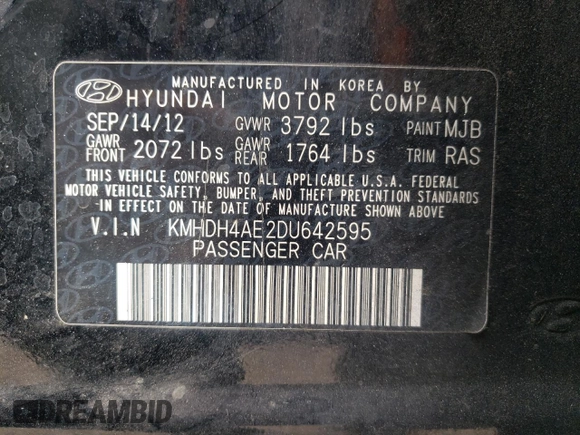 MANUFACTURED IN KOREA BY
HYUNDAI MOTOR COMPANY
SEP/14/12 GVWR 3792 lbs PAINT MJB
GAWR FRONT 2072 lbs GAWR REAR 1764 lbs TRIM RAS
THIS VEHICLE CONFORMS TO ALL APPLICABLE U.S.A. FEDERAL
MOTOR VEHICLE SAFETY, BUMPER, AND THEFT PREVENTION STANDARDS
IN EFFECT ON THE DATE OF MANUFACTURE SHOWN ABOVE
V.I.N KMHDH4AE2DU642595
PASSENGER CAR
DREAMBID